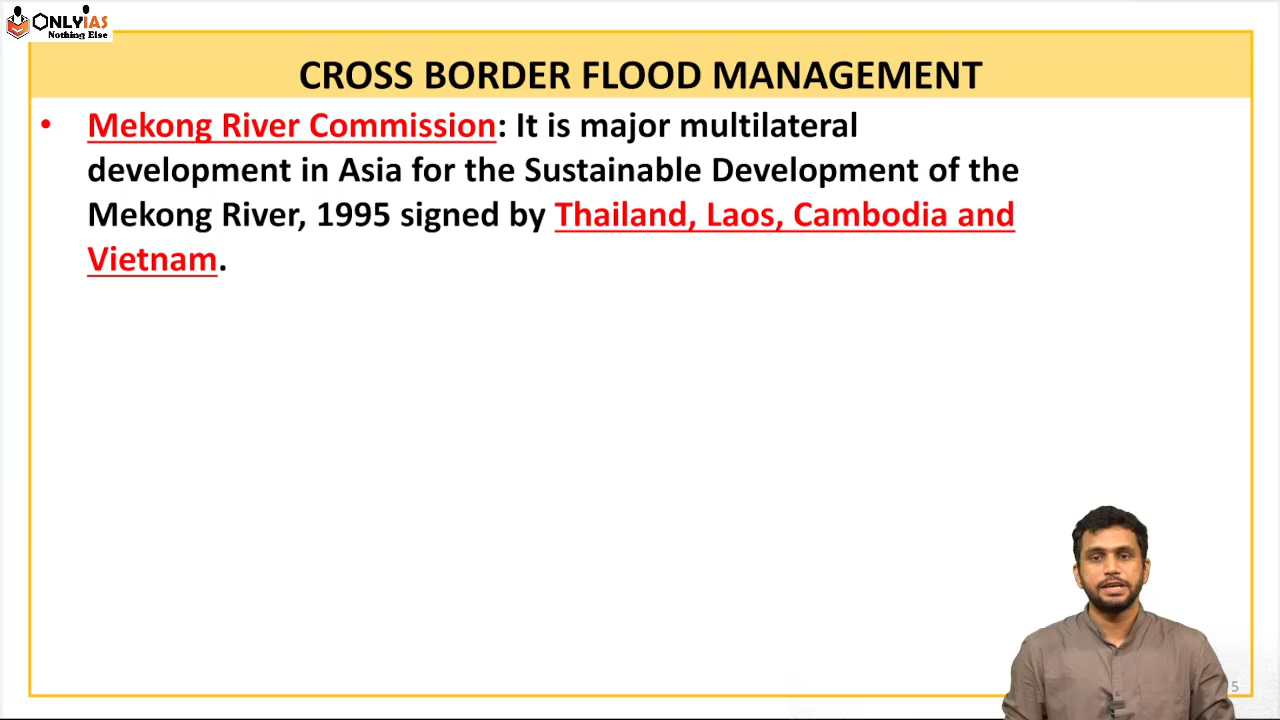 ONLYIAS
Nothing Else
CROSS BORDER FLOOD MANAGEMENT
• Mekong River Commission: It is major multilateral
development in Asia for the Sustainable Development of the
Mekong River, 1995 signed by Thailand, Laos, Cambodia and
Vietnam.
5